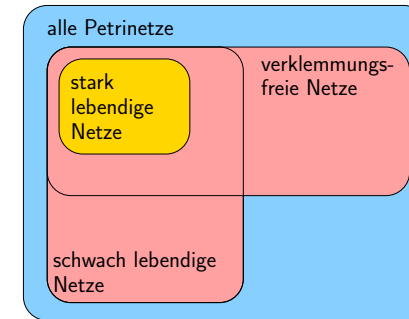 alle Petrinetze
stark
lebendige
Netze
verklemmungs-
freie Netze
schwach lebendige
Netze